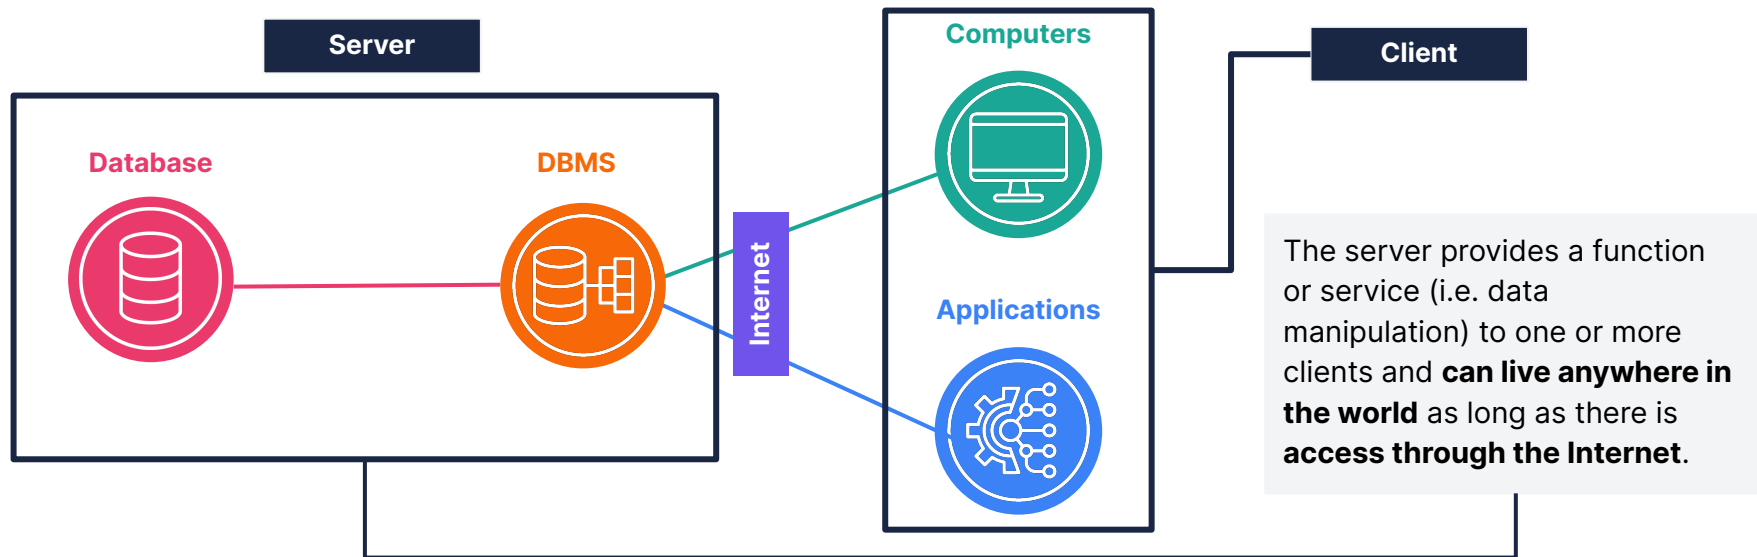 Server
Database
DBMS
Internet
Computers
Applications
Client
The server provides a function
or service (i.e. data
manipulation) to one or more
clients and can live anywhere in
the world as long as there is
access through the Internet.